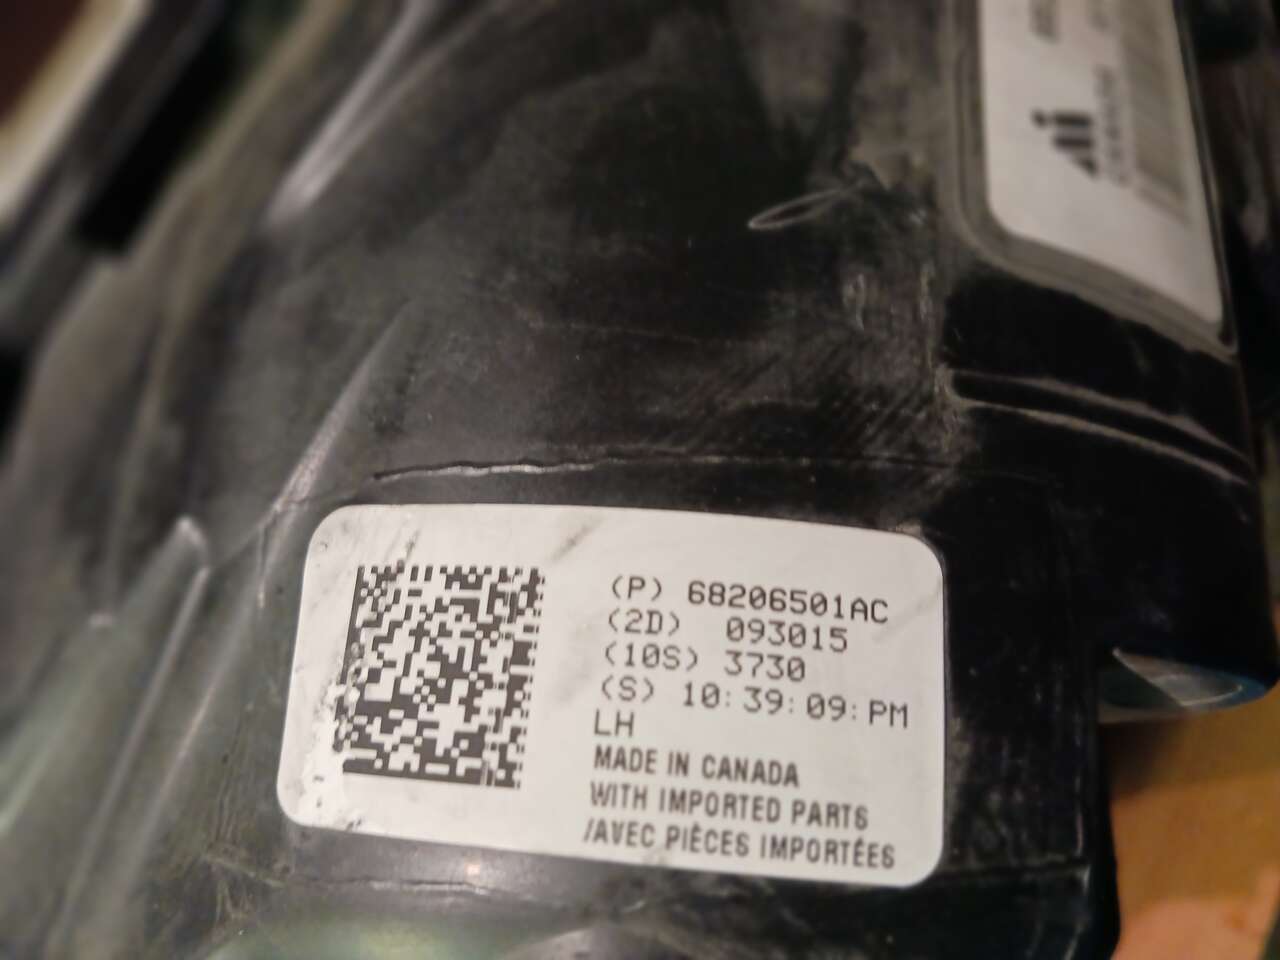 (P) 68206501AC
(2D) 093015
(10S) 3730
(S) 10:39:09:PM
LH
MADE IN CANADA
WITH IMPORTED PARTS
/AVEC PIÈCES IMPORTÉES